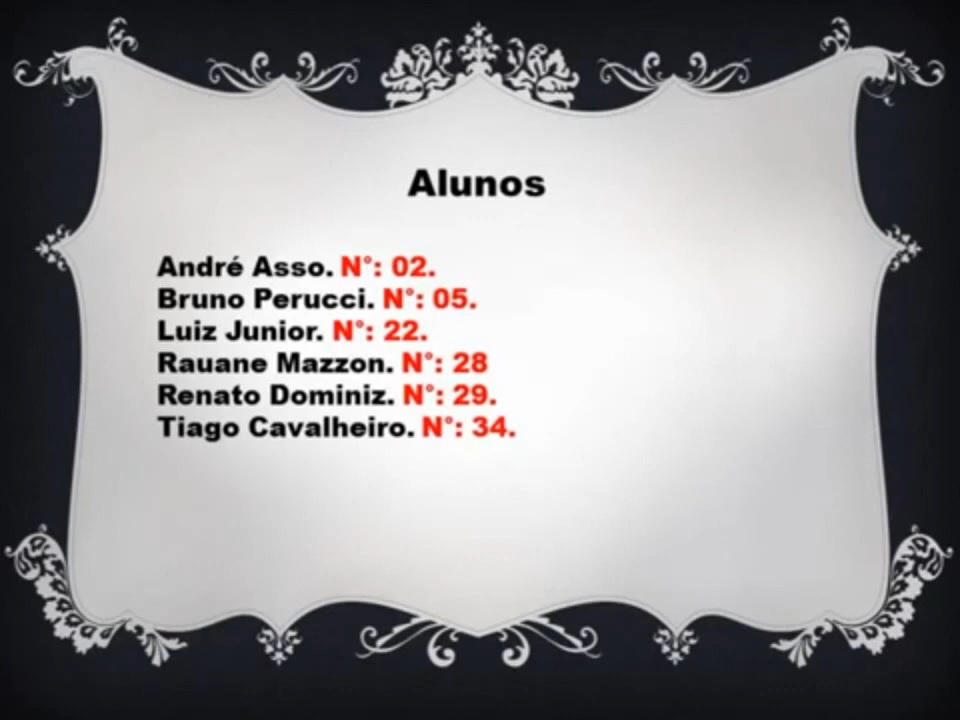 Alunos
André Asso. N°: 02.
Bruno Perucci. N°: 05.
Luiz Junior. N°: 22.
Rauane Mazzon. N°: 28
Renato Dominiz. N°: 29.
Tiago Cavalheiro. N°: 34.